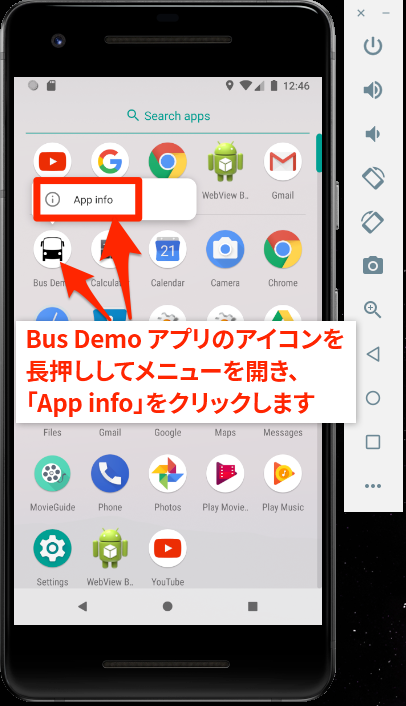 12:46
Search apps
WebView B..
Gmail
App info
Bus Dem
Calculat
21
Calendar
Camera
Chrome
Bus Demo アプリのアイコンを
長押ししてメニューを開き、
「App info」をクリックします
Files
Gmail
Google
Maps
Messages
MovieGuide
Phone
Photos
Play Movie..
Play Music
Settings
WebView B..
YouTube